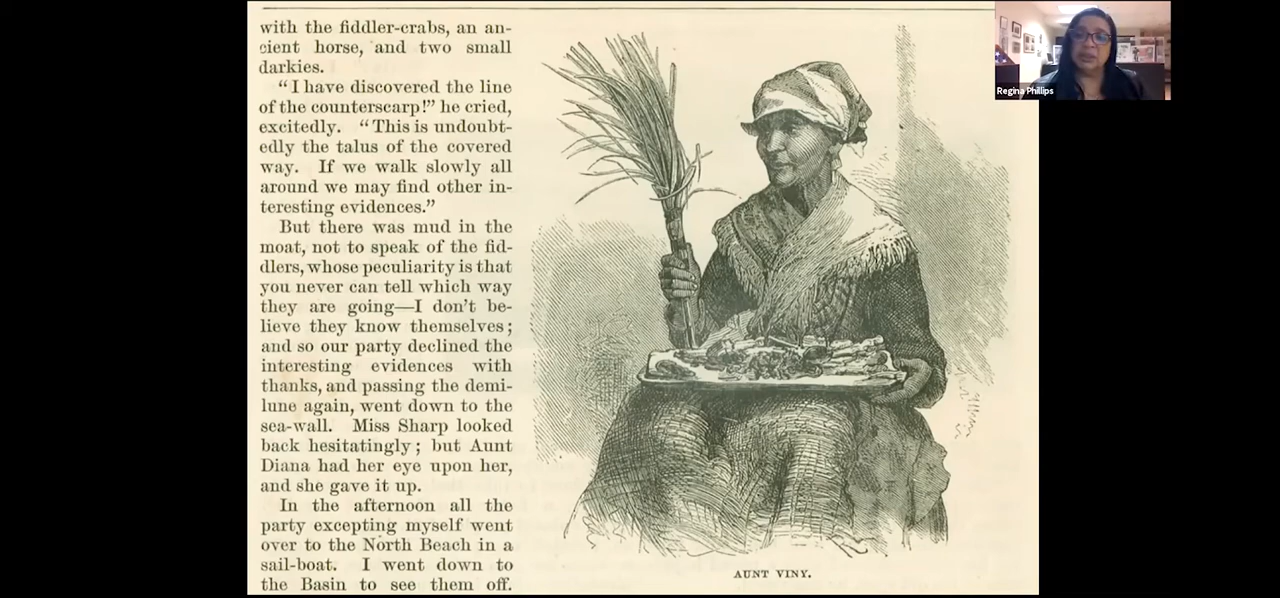 with the fiddler-crabs, an an-
cient horse, and two small
darkies.
"I have discovered the line
of the counterscarp!" he cried,
excitedly. "This is undoubt-
edly the talus of the covered
way. If we walk slowly all
around we may find other in-
teresting evidences."
But there was mud in the
moat, not to speak of the fid-
dlers, whose peculiarity is that
you never can tell which way
they are going—I don't be-
lieve they know themselves;
and so our party declined the
interesting evidences with
thanks, and passing the demi-
lune again, went down to the
sea-wall. Miss Sharp looked
back hesitatingly; but Aunt
Diana had her eye upon her,
and she gave it up.
In the afternoon all the
party excepting myself went
over to the North Beach in a
sail-boat. I went down to
the Basin to see them off.
AUNT VINY.
Regina Phillips